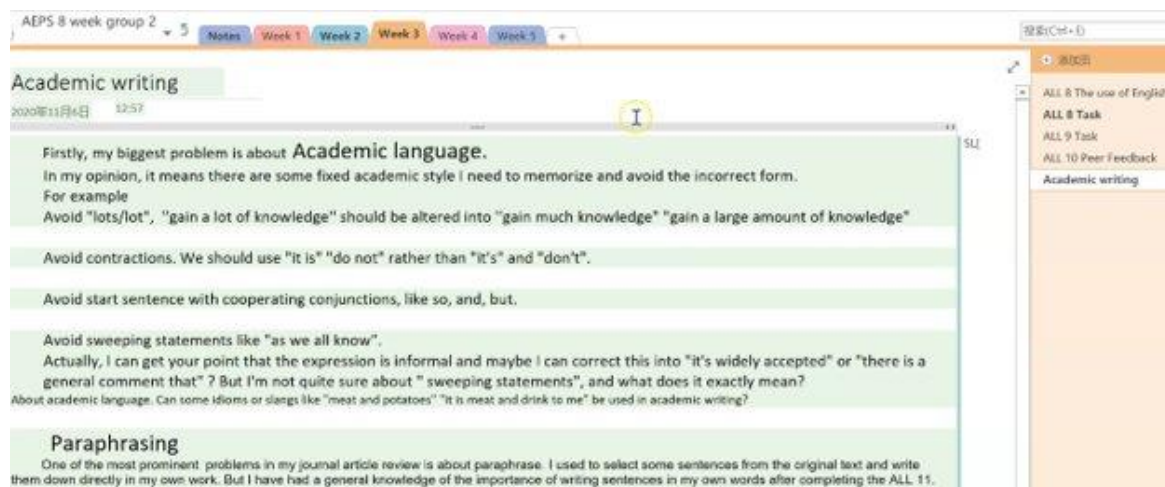 AEPS 8 week group 2
5 Notes Week 1 Week 2 Week 3 Week 4 Week 5 +
搜索(Ctrl+E)
添加页
Academic writing
2020年11月6日 12:57
ALL 8 The use of English
ALL 8 Task
ALL 9 Task
ALL 10 Peer Feedback
Academic writing
Firstly, my biggest problem is about Academic language.
In my opinion, it means there are some fixed academic style I need to memorize and avoid the incorrect form.
For example
Avoid "lots/lot", "gain a lot of knowledge" should be altered into "gain much knowledge" "gain a large amount of knowledge"
Avoid contractions. We should use "it is" "do not" rather than "it's" and "don't".
Avoid start sentence with cooperating conjunctions, like so, and, but.
Avoid sweeping statements like "as we all know".
Actually, I can get your point that the expression is informal and maybe I can correct this into "it's widely accepted" or "there is a
general comment that" ? But I'm not quite sure about " sweeping statements", and what does it exactly mean?
About academic language. Can some idioms or slangs like "meat and potatoes" "it is meat and drink to me" be used in academic writing?
Paraphrasing
One of the most prominent problems in my journal article review is about paraphrase. I used to select some sentences from the original text and write
them down directly in my own work. But I have had a general knowledge of the importance of writing sentences in my own words after completing the ALL 11.